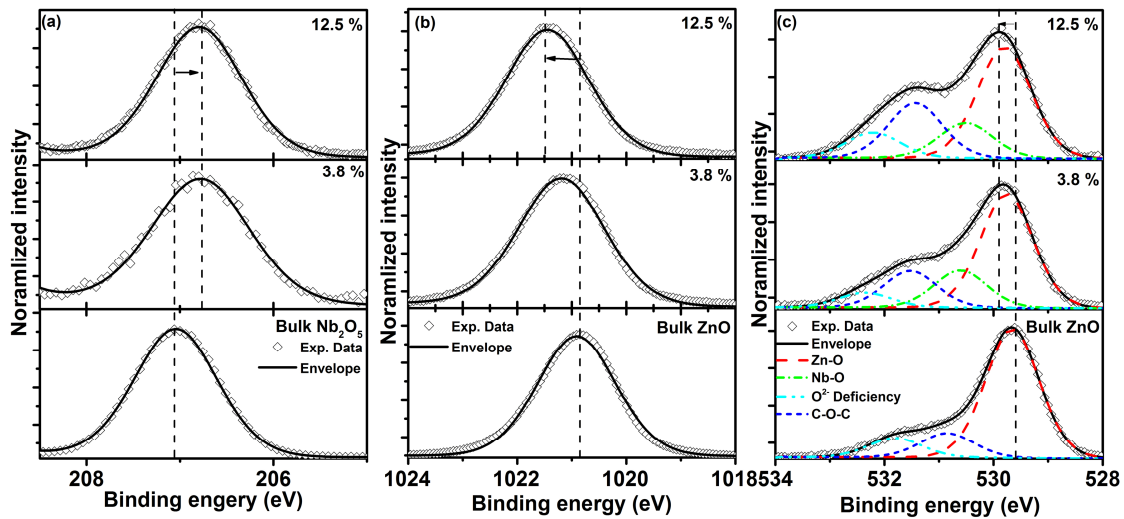 (a)
12.5 %
3.8 %
Bulk Nb₂O₅
Exp. Data
Envelope
Noramlized intensity
208
206
Binding engery (eV)
(b)
12.5 %
3.8 %
Bulk ZnO
Exp. Data
Envelope
Noramlized intensity
1024
1022
1020
1018
Binding energy (eV)
(c)
12.5 %
3.8 %
Bulk ZnO
Exp. Data
Envelope
Zn-O
Nb-O
O²⁻ Deficiency
C-O-C
Noramlized intensity
534
532
530
528
Binding energy (eV)